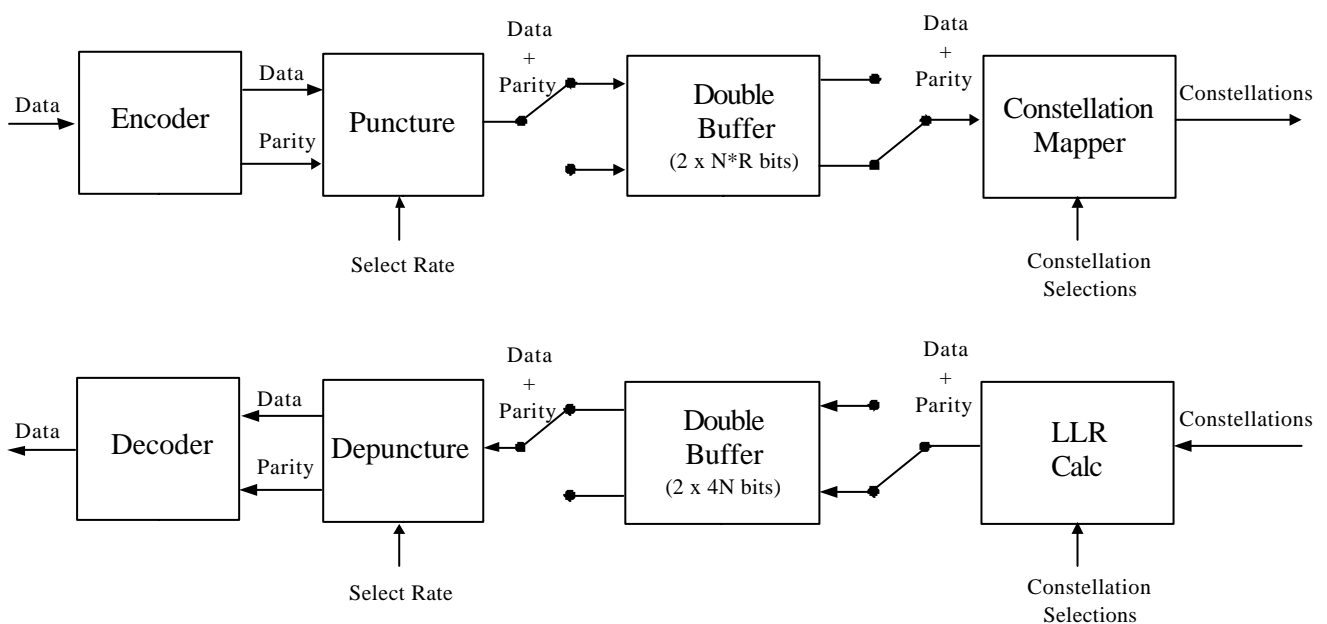 Data
Encoder
Data
Parity
Puncture
Select Rate
Data
+
Parity
Double
Buffer
(2 x N*R bits)
Data
+
Parity
Constellation
Mapper
Constellations
Constellation
Selections
Data
Decoder
Data
Parity
Depuncture
Select Rate
Data
+
Parity
Double
Buffer
(2 x 4N bits)
Data
+
Parity
LLR
Calc
Constellations
Constellation
Selections